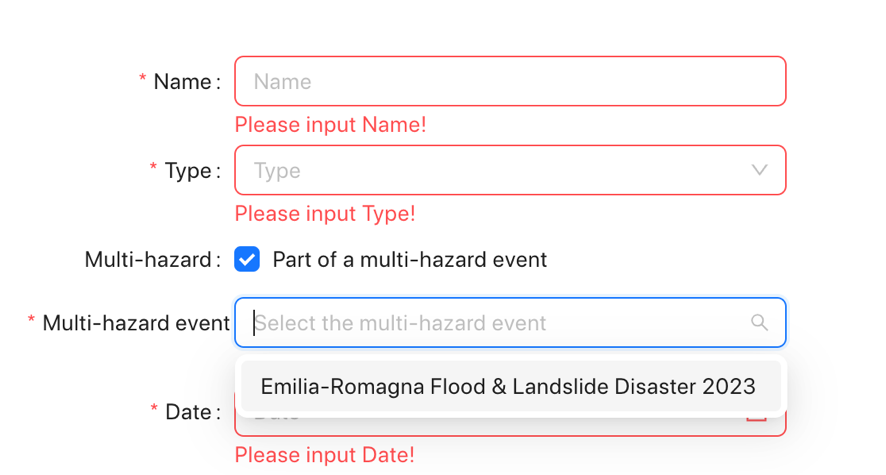 * Name :
Name
Please input Name!
* Type :
Type
Please input Type!
Multi-hazard : Part of a multi-hazard event
* Multi-hazard event
Select the multi-hazard event
Emilia-Romagna Flood & Landslide Disaster 2023
* Date :
Date
Please input Date!